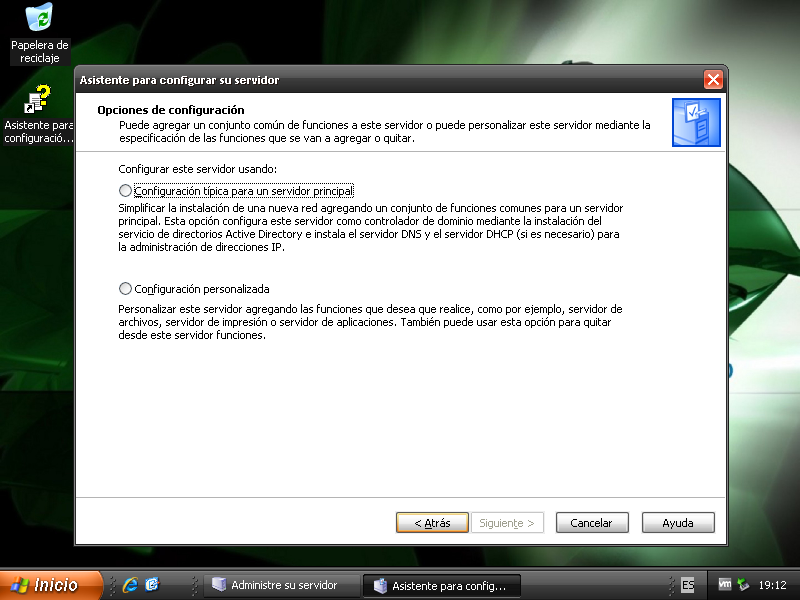 Papelera de
reciclaje
Asistente para
configuració...
Asistente para configurar su servidor
Opciones de configuración
Puede agregar un conjunto común de funciones a este servidor o puede personalizar este servidor mediante la
especificación de las funciones que se van a agregar o quitar.
Configurar este servidor usando:
Configuración típica para un servidor principal
Simplificar la instalación de una nueva red agregando un conjunto de funciones comunes para un servidor
principal. Esta opción configura este servidor como controlador de dominio mediante la instalación del
servicio de directorios Active Directory e instala el servidor DNS y el servidor DHCP (si es necesario) para
la administración de direcciones IP.
Configuración personalizada
Personalizar este servidor agregando las funciones que desea que realice, como por ejemplo, servidor de
archivos, servidor de impresión o servidor de aplicaciones. También puede usar esta opción para quitar
desde este servidor funciones.
< Atrás
Siguiente >
Cancelar
Ayuda
Inicio
Administre su servidor
Asistente para config...
ES
vm
19:12